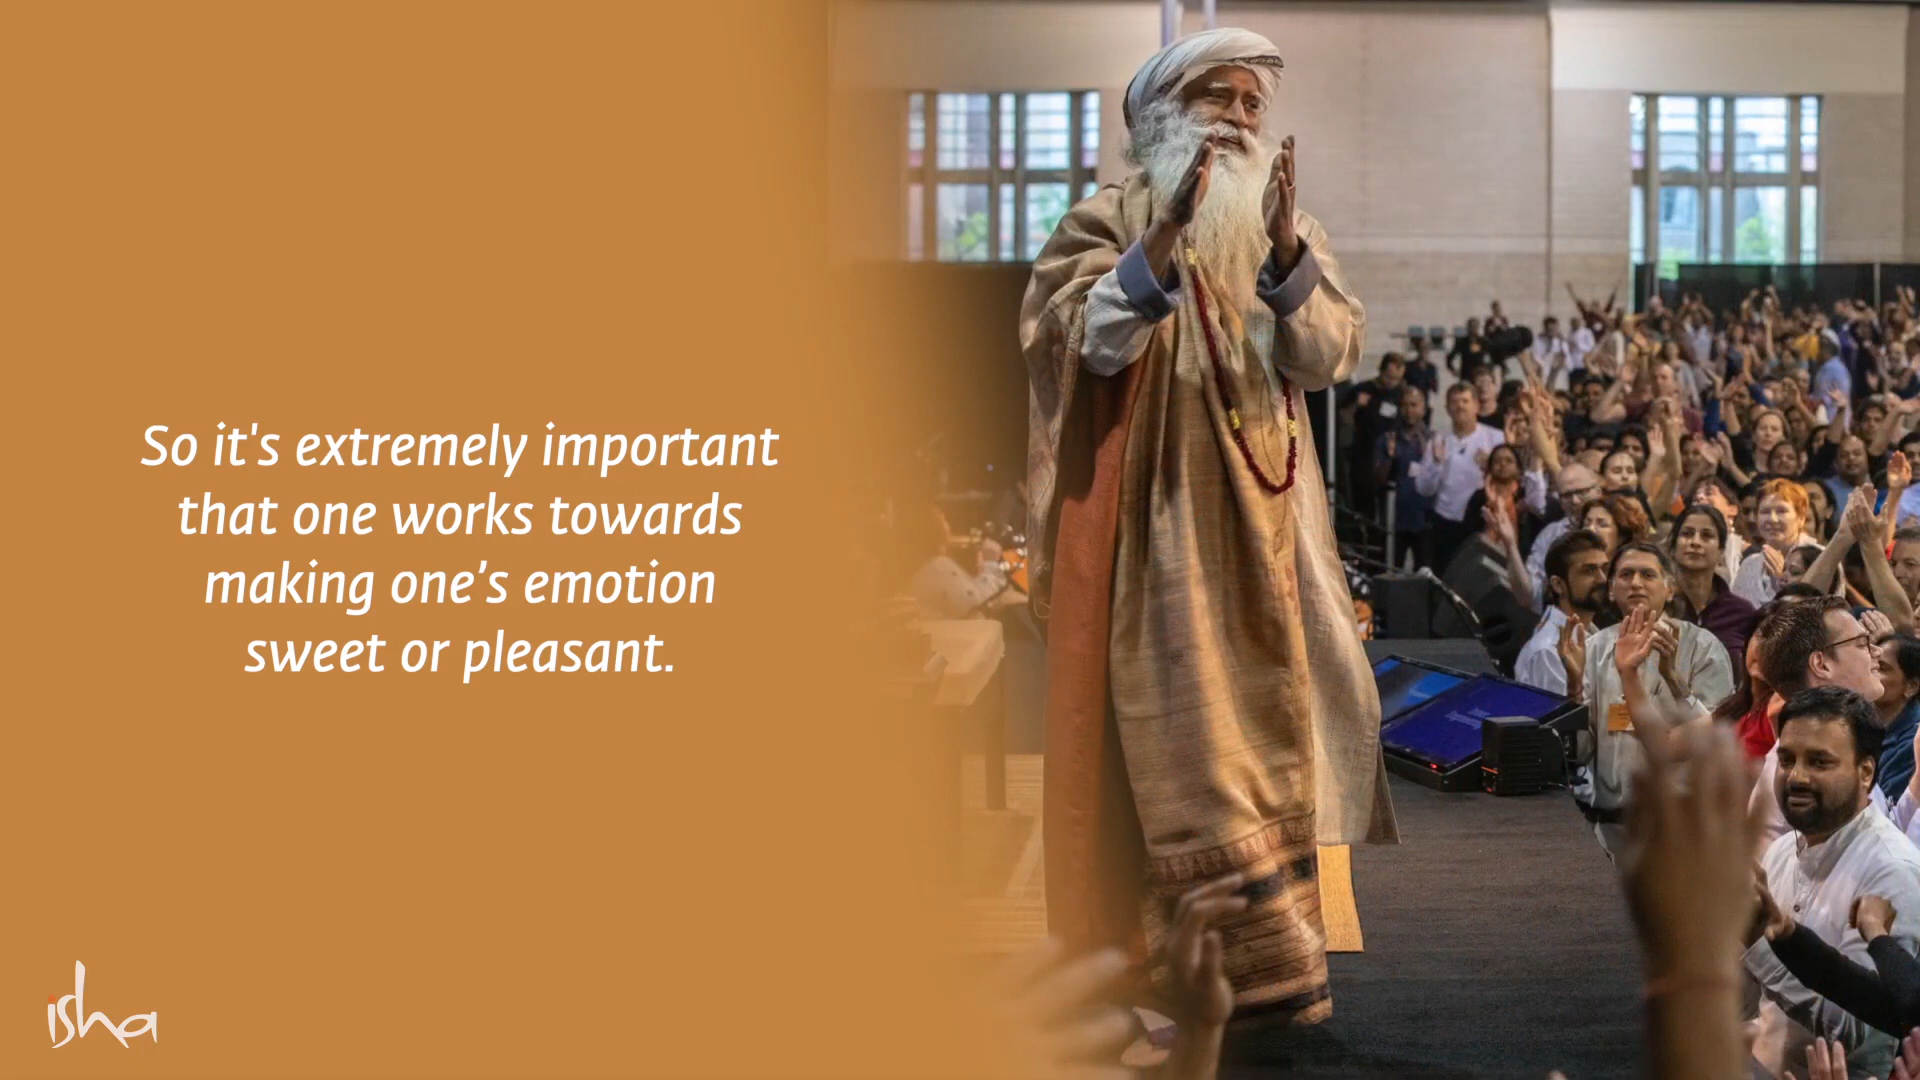 So it's extremely important
that one works towards
making one's emotion
sweet or pleasant.
isha